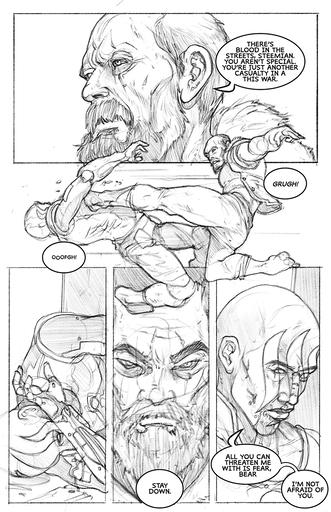 THERE'S
BLOOD IN THE
STREETS, STEEMIAN.
YOU AREN'T SPECIAL.
YOU'RE JUST ANOTHER
CASUALTY IN A
THIS WAR.
GRUGH!
OOOFGH!
STAY
DOWN.
ALL YOU CAN
THREATEN ME
WITH IS FEAR,
BEAR
I'M NOT
AFRAID OF
YOU.